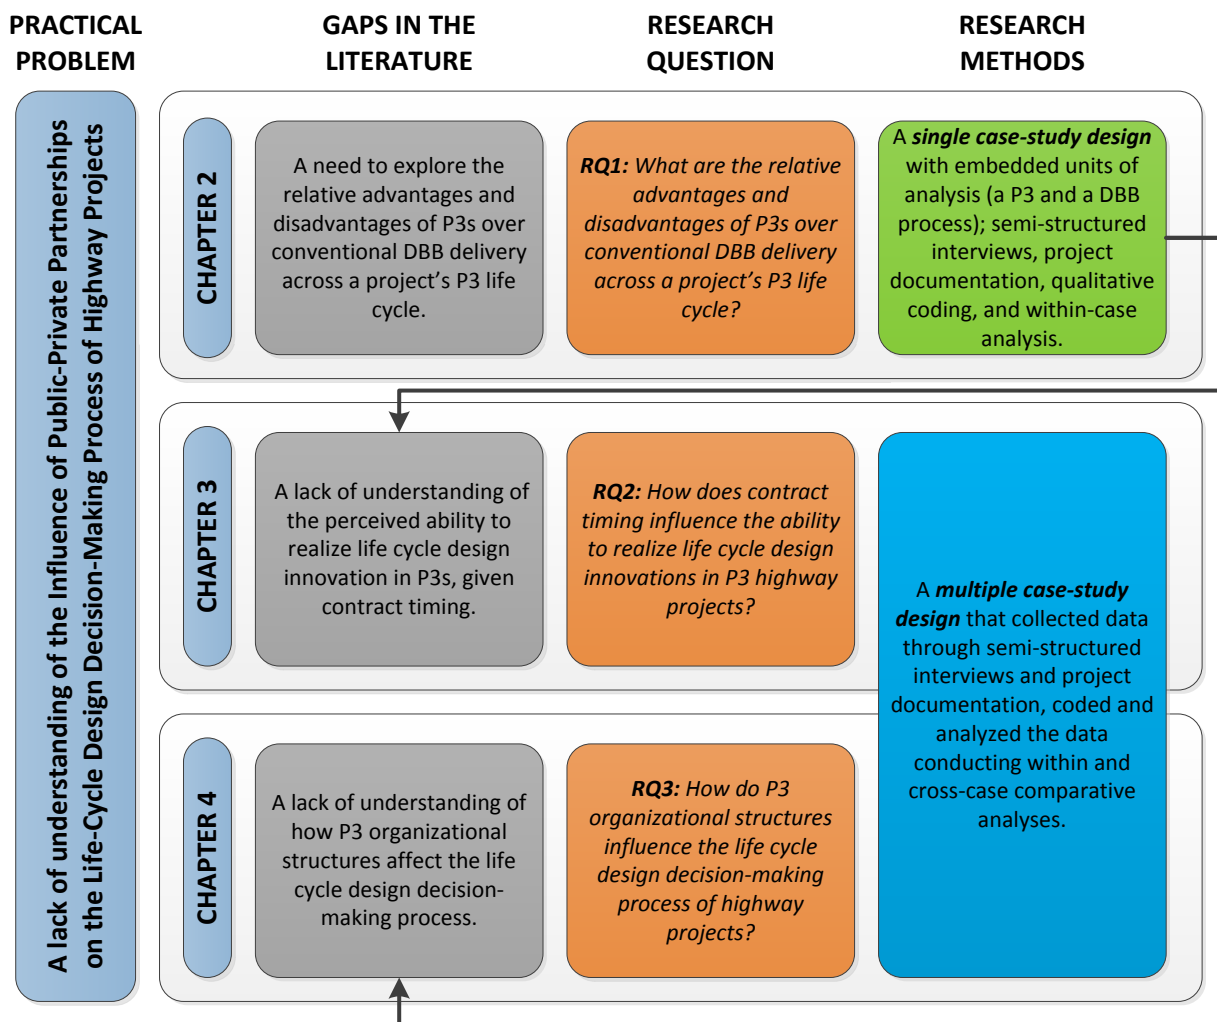 PRACTICAL
PROBLEM
GAPS IN THE
LITERATURE
RESEARCH
QUESTION
RESEARCH
METHODS
A lack of understanding of the Influence of Public-Private Partnerships
on the Life-Cycle Design Decision-Making Process of Highway Projects
CHAPTER 2
A need to explore the
relative advantages and
disadvantages of P3s over
conventional DBB delivery
across a project’s P3 life
cycle.
RQ1: What are the relative
advantages and
disadvantages of P3s over
conventional DBB delivery
across a project’s P3 life
cycle?
A single case-study design
with embedded units of
analysis (a P3 and a DBB
process); semi-structured
interviews, project
documentation, qualitative
coding, and within-case
analysis.
CHAPTER 3
A lack of understanding of
the perceived ability to
realize life cycle design
innovation in P3s, given
contract timing.
RQ2: How does contract
timing influence the ability
to realize life cycle design
innovations in P3 highway
projects?
A multiple case-study
design that collected data
through semi-structured
interviews and project
documentation, coded and
analyzed the data
conducting within and
cross-case comparative
analyses.
CHAPTER 4
A lack of understanding of
how P3 organizational
structures affect the life
cycle design decision-
making process.
RQ3: How do P3
organizational structures
influence the life cycle
design decision-making
process of highway
projects?